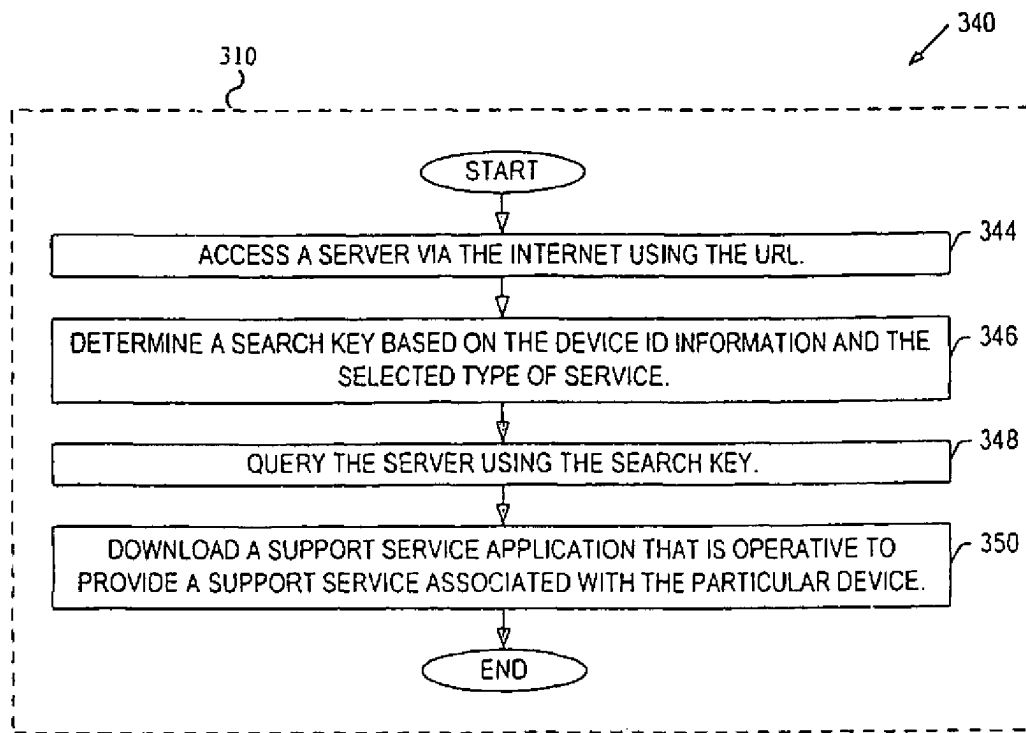 340
310
START
ACCESS A SERVER VIA THE INTERNET USING THE URL.
344
DETERMINE A SEARCH KEY BASED ON THE DEVICE ID INFORMATION AND THE
SELECTED TYPE OF SERVICE.
346
QUERY THE SERVER USING THE SEARCH KEY.
348
DOWNLOAD A SUPPORT SERVICE APPLICATION THAT IS OPERATIVE TO
PROVIDE A SUPPORT SERVICE ASSOCIATED WITH THE PARTICULAR DEVICE.
350
END